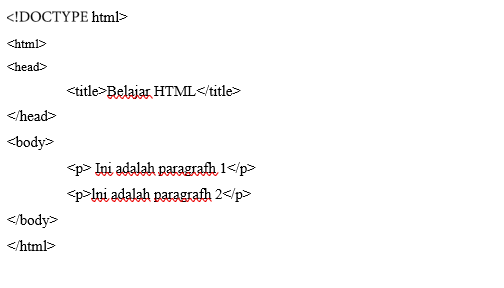 <!DOCTYPE html>
<html>
<head>
<title>Belajar HTML</title>
</head>
<body>
<p> Ini adalah paragrafh 1</p>
<p>Ini adalah paragrafh 2</p>
</body>
</html>